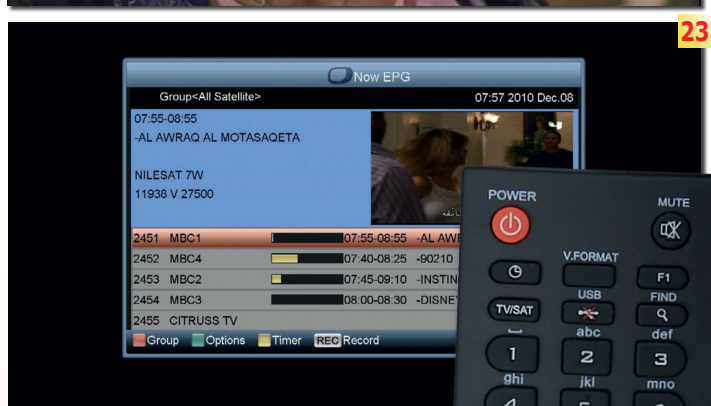 23
Now EPG
Group<All Satellite> 07:57 2010 Dec.08
07:55-08:55
-AL AWRAQ AL MOTASAQETA
NILESAT 7W
11938 V 27500
2451 MBC1 07:55-08:55 -AL AW
2452 MBC4 07:40-08:25 -90210
2453 MBC2 07:45-09:10 -INSTIN
2454 MBC3 08:00-08:30 -DISNE
2455 CITRUSS TV
Group Options Timer REC Record
POWER MUTE
V.FORMAT
F1
USB FIND
TV/SAT
abc def
1 2 3
ghi jkl mno